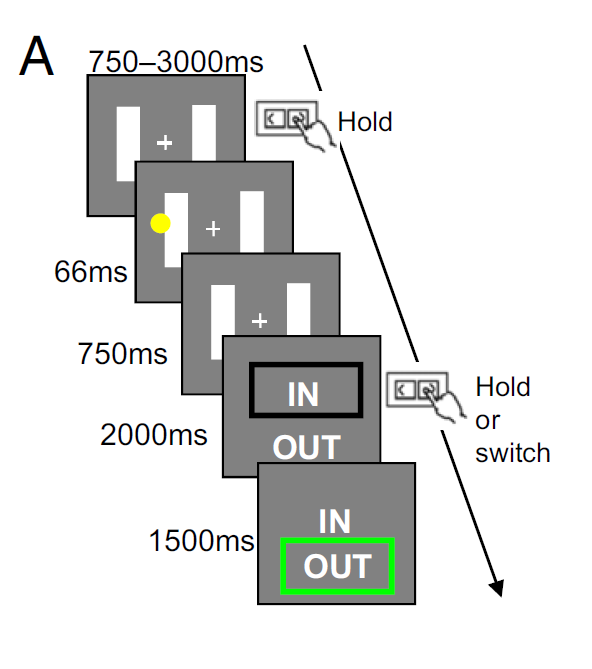 A
750–3000ms
Hold
66ms
750ms
IN
OUT
2000ms
Hold
or
switch
IN
OUT
1500ms